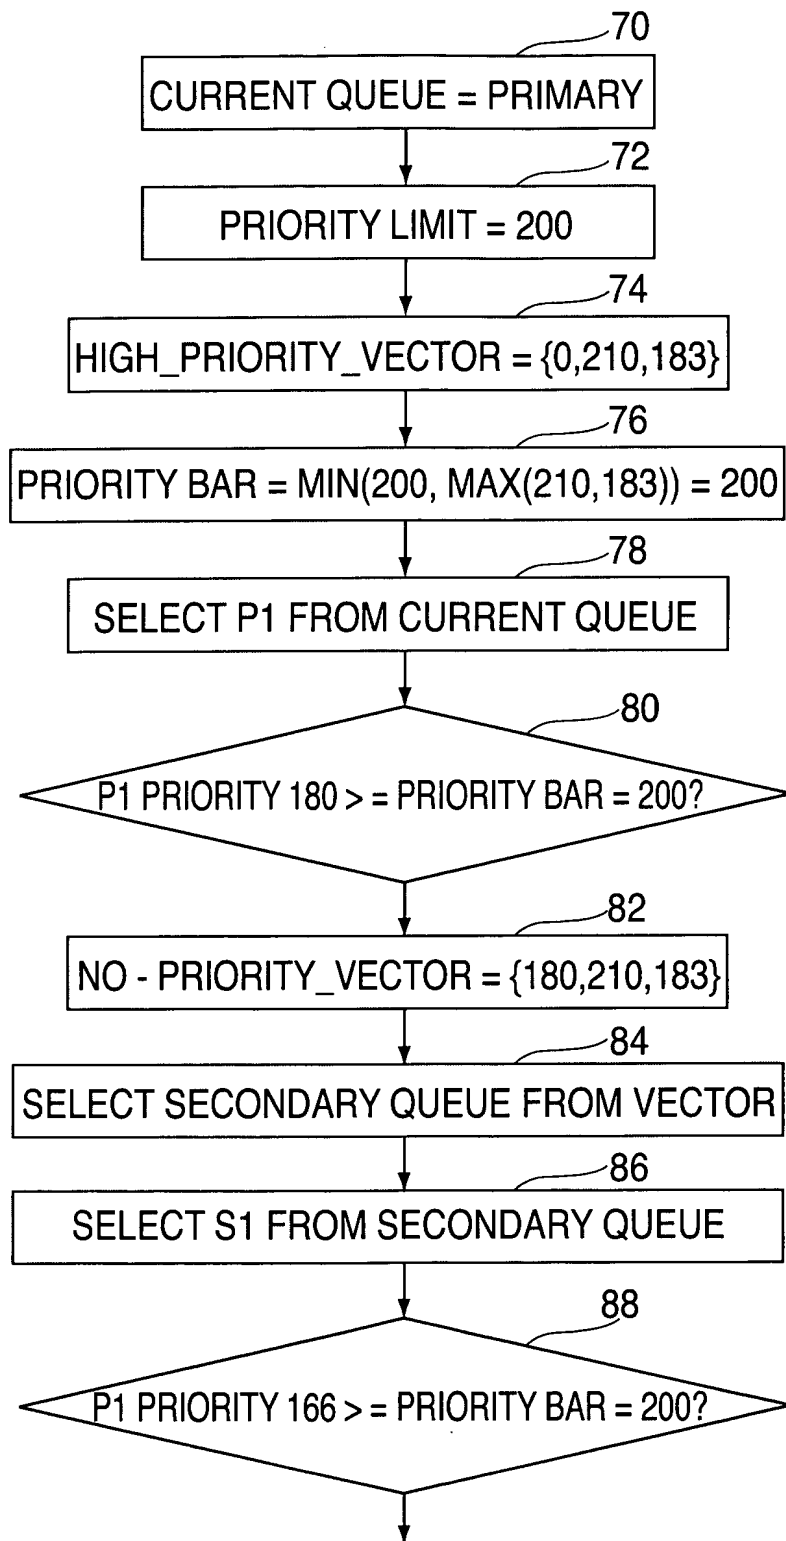 70
CURRENT QUEUE = PRIMARY
72
PRIORITY LIMIT = 200
74
HIGH_PRIORITY_VECTOR = {0,210,183}
76
PRIORITY BAR = MIN(200, MAX(210,183)) = 200
78
SELECT P1 FROM CURRENT QUEUE
80
P1 PRIORITY 180 > = PRIORITY BAR = 200?
82
NO - PRIORITY_VECTOR = {180,210,183}
84
SELECT SECONDARY QUEUE FROM VECTOR
86
SELECT S1 FROM SECONDARY QUEUE
88
P1 PRIORITY 166 > = PRIORITY BAR = 200?